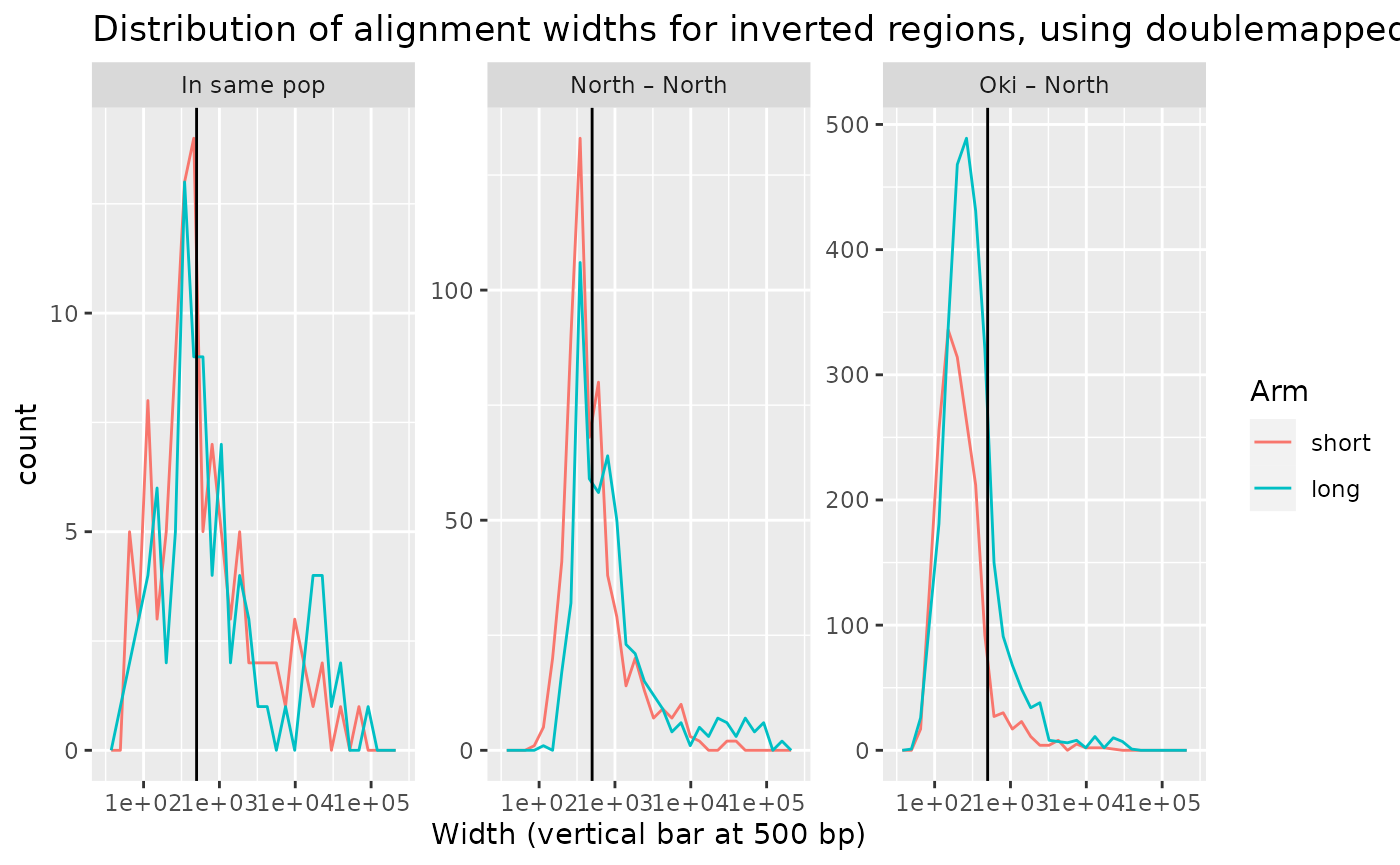 Distribution of alignment widths for inverted regions, using doublemapped
In same pop
North – North
Oki – North
count
10
5
0
100
50
0
500
400
300
200
100
0
1e+02 1e+03 1e+04 1e+05
1e+02 1e+03 1e+04 1e+05
1e+02 1e+03 1e+04 1e+05
Width (vertical bar at 500 bp)
Arm
short
long